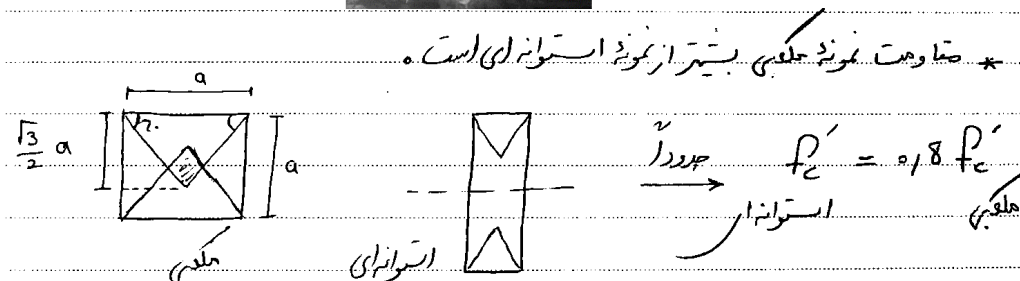 * مقاومت نمونهٔ مکعبی بیشتر از نمونهٔ استوانه ای است.
a
√3/2 a
a
مکعبی
استوانه‌ای
حدوداً
f'c = 0,8 f'c
استوانه‌ای
مکعبی